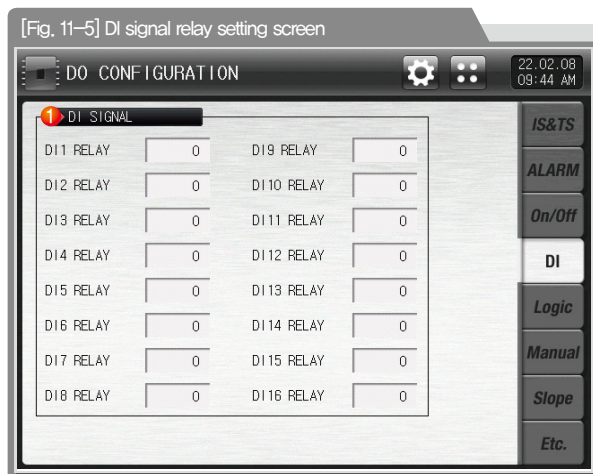 [Fig. 11-5] DI signal relay setting screen
DO CONFIGURATION
22.02.08
09:44 AM
1 DI SIGNAL
DI1 RELAY 0 DI9 RELAY 0
DI2 RELAY 0 DI10 RELAY 0
DI3 RELAY 0 DI11 RELAY 0
DI4 RELAY 0 DI12 RELAY 0
DI5 RELAY 0 DI13 RELAY 0
DI6 RELAY 0 DI14 RELAY 0
DI7 RELAY 0 DI15 RELAY 0
DI8 RELAY 0 DI16 RELAY 0
IS&TS
ALARM
On/Off
DI
Logic
Manual
Slope
Etc.